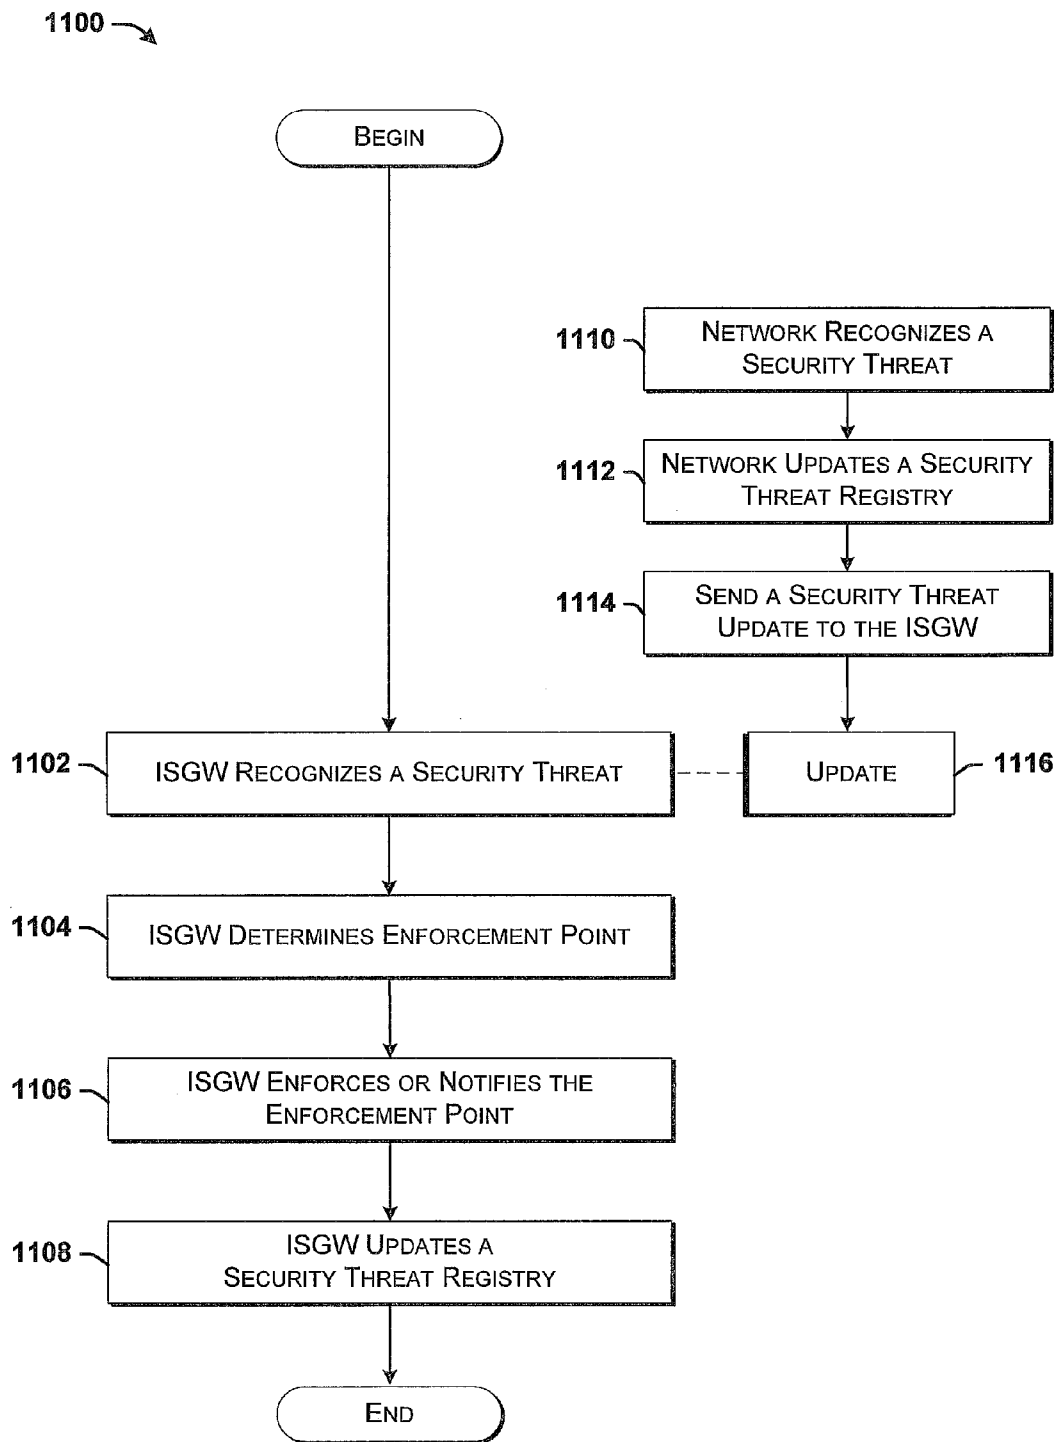 1100
BEGIN
1110
NETWORK RECOGNIZES A
SECURITY THREAT
1112
NETWORK UPDATES A SECURITY
THREAT REGISTRY
1114
SEND A SECURITY THREAT
UPDATE TO THE ISGW
1102
ISGW RECOGNIZES A SECURITY THREAT
UPDATE
1116
1104
ISGW DETERMINES ENFORCEMENT POINT
1106
ISGW ENFORCES OR NOTIFIES THE
ENFORCEMENT POINT
1108
ISGW UPDATES A
SECURITY THREAT REGISTRY
END